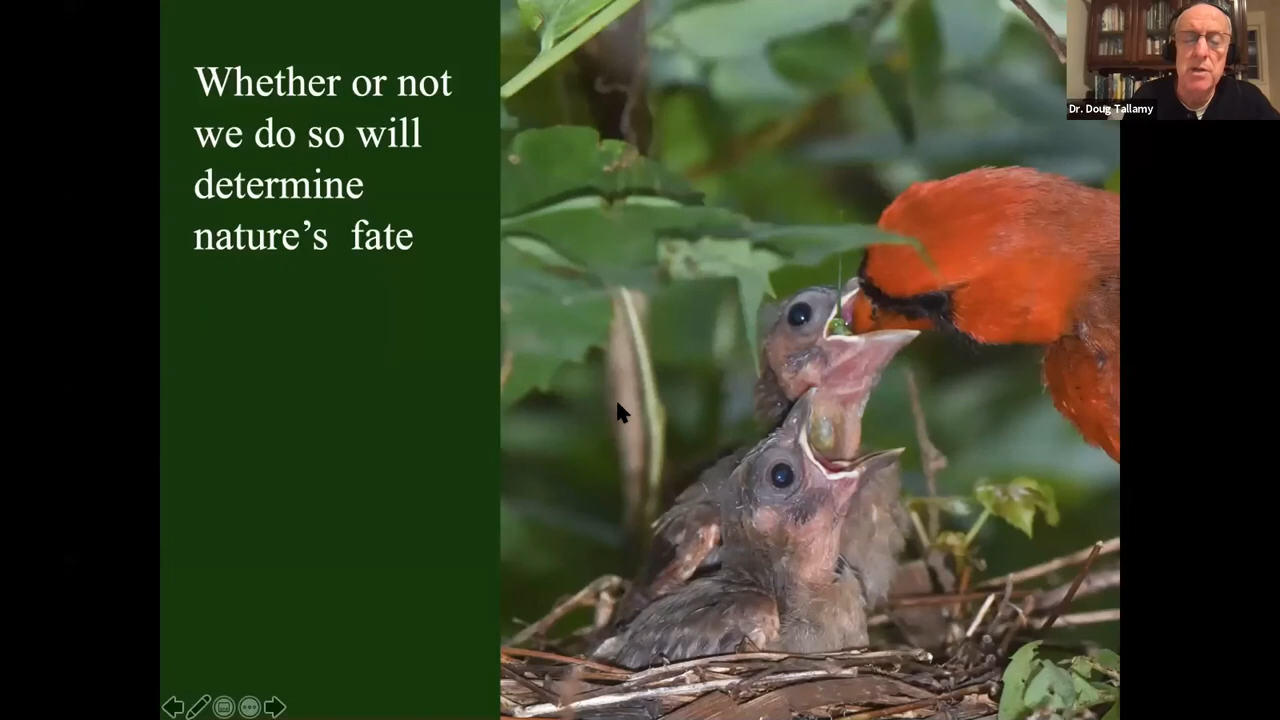 Whether or not
we do so will
determine
nature’s  fate
Dr. Doug Tallamy